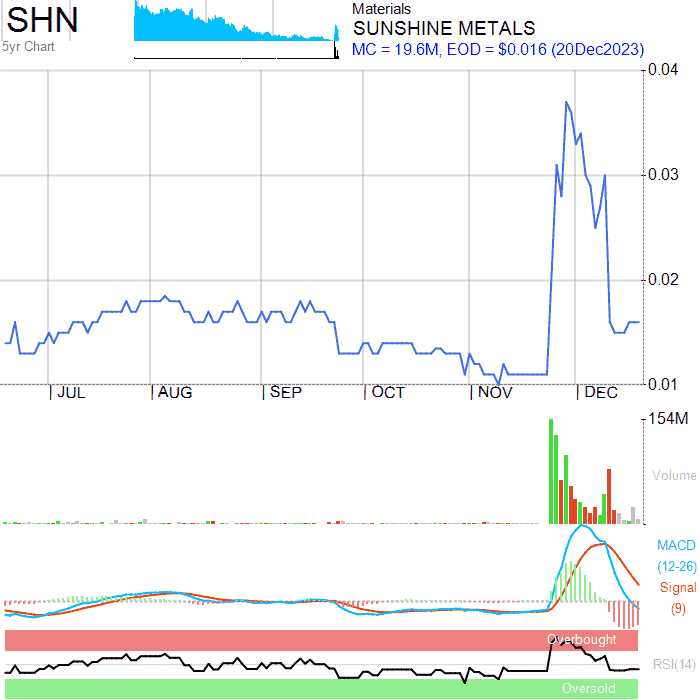 SHN
5yr Chart
Materials
SUNSHINE METALS
MC = 19.6M, EOD = $0.016 (20Dec2023)
0.04
0.03
0.02
0.01
JUL AUG SEP OCT NOV DEC
154M
Volume
MACD
(12-26)
Signal
(9)
Overbought
RSI(14)
Oversold